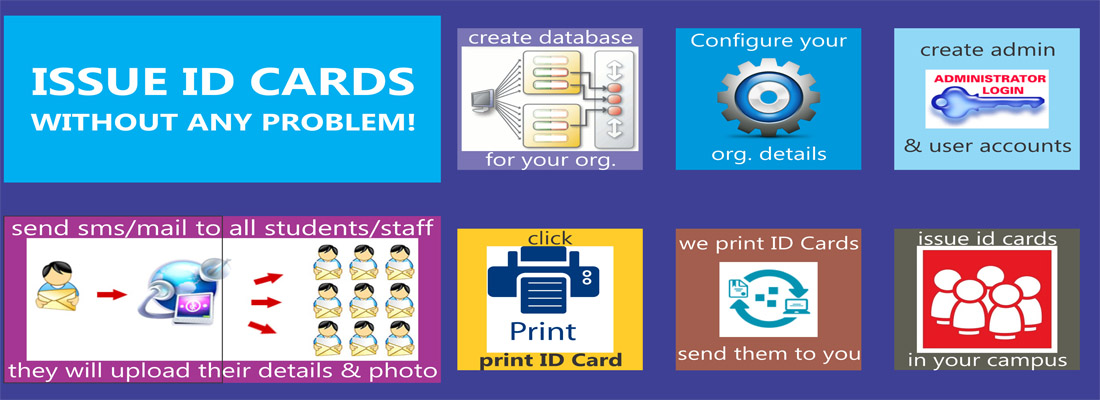 ISSUE ID CARDS
WITHOUT ANY PROBLEM!
create database
for your org.
Configure your
org. details
create admin
ADMINISTRATOR
LOGIN
& user accounts
send sms/mail to all students/staff
they will upload their details & photo
click
Print
print ID Card
we print ID Cards
send them to you
issue id cards
in your campus